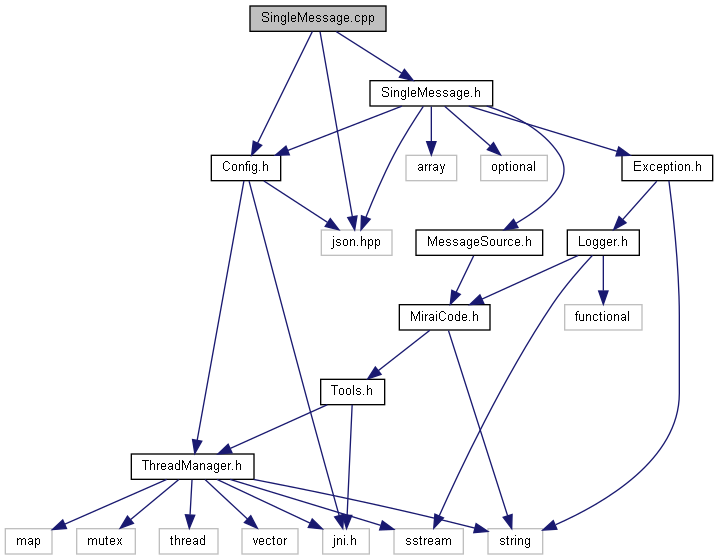 SingleMessage.cpp
SingleMessage.h
Config.h
array
optional
Exception.h
json.hpp
MessageSource.h
Logger.h
MiraiCode.h
functional
Tools.h
ThreadManager.h
map
mutex
thread
vector
jni.h
sstream
string